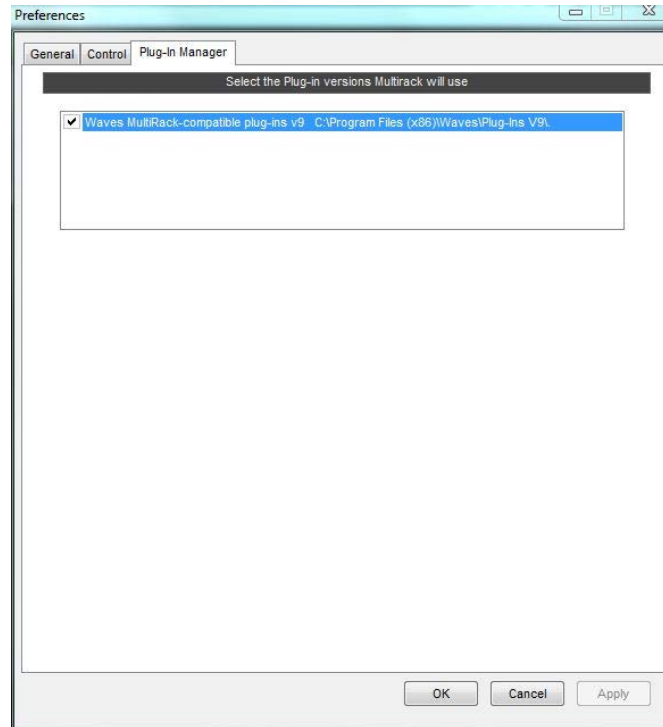 Preferences
General Control Plug-In Manager
Select the Plug-in versions Multirack will use
Waves MultiRack-compatible plug-ins v9 C:\Program Files (x86)\Waves\Plug-Ins V9\.
OK Cancel Apply